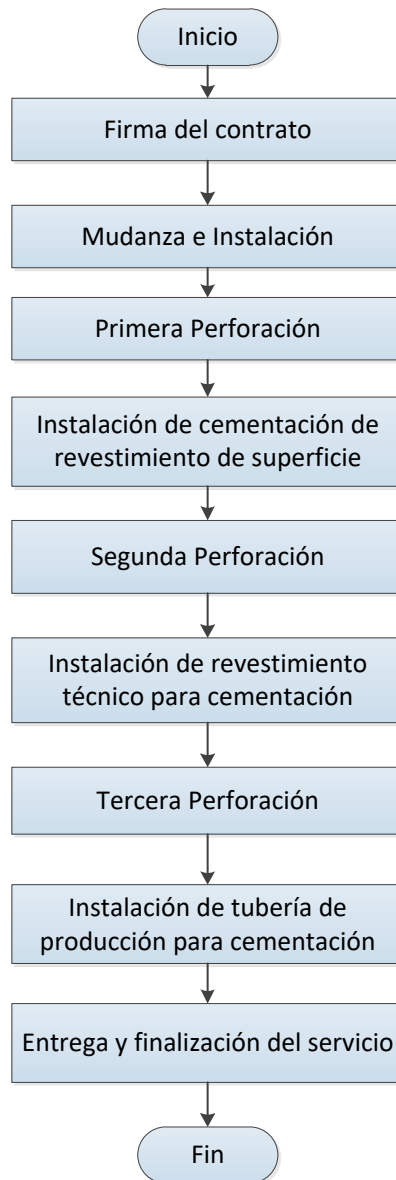 Inicio
Firma del contrato
Mudanza e Instalación
Primera Perforación
Instalación de cementación de
revestimiento de superficie
Segunda Perforación
Instalación de revestimiento
técnico para cementación
Tercera Perforación
Instalación de tubería de
producción para cementación
Entrega y finalización del servicio
Fin